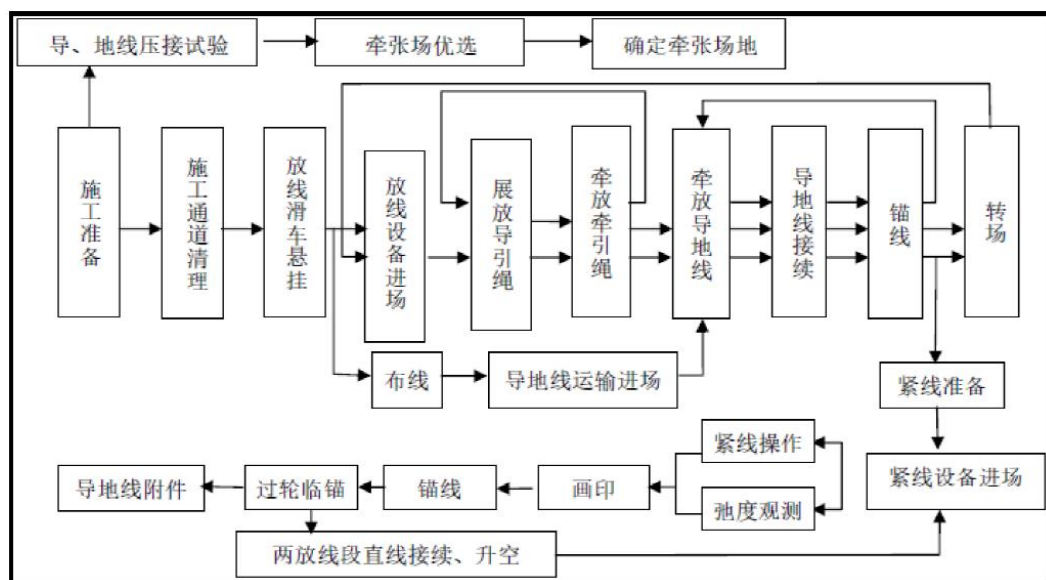 导、地线压接试验
牵张场优选
确定牵张场地
施工准备
施工通道清理
放线滑车悬挂
放线设备进场
展放导引绳
牵放牵引绳
牵放导地线
导地线接续
锚线
转场
布线
导地线运输进场
紧线准备
紧线操作
紧线设备进场
导地线附件
过轮临锚
锚线
画印
弛度观测
两放线段直线接续、升空